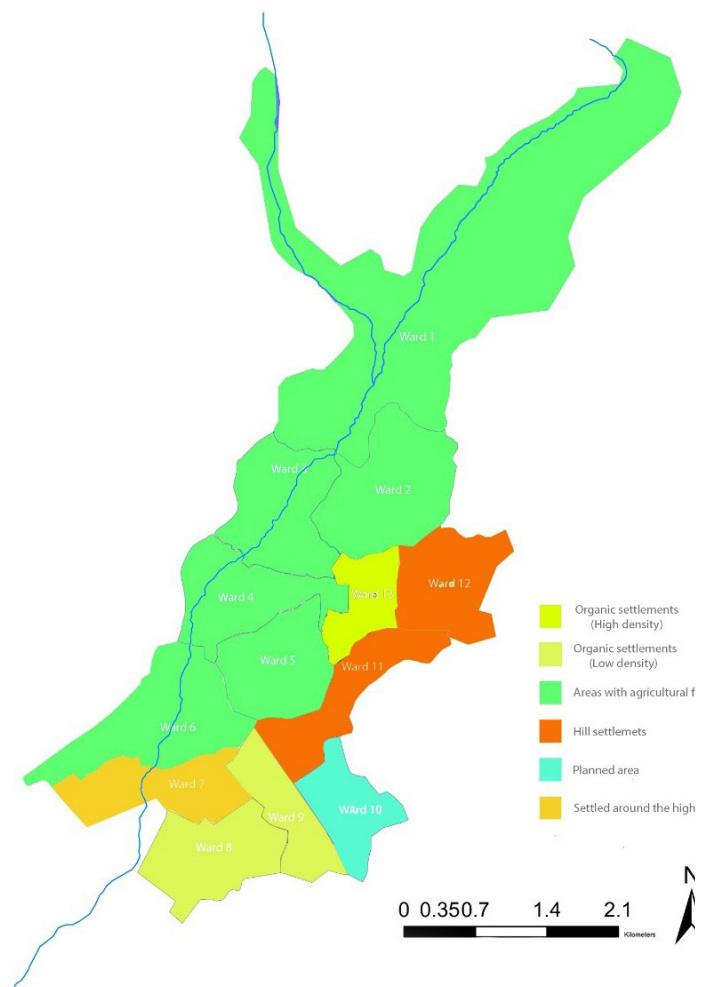 Ward 1
Ward 2
Ward 3
Ward 4
Ward 5
Ward 6
Ward 7
Ward 8
Ward 9
WArd 10
Ward 11
Ward 12
Ward 13
Organic settlements
(High density)
Organic settlements
(Low density)
Areas with agricultural f
Hill settlemets
Planned area
Settled around the high
N
0 0.35 0.7 1.4 2.1
Kilometers